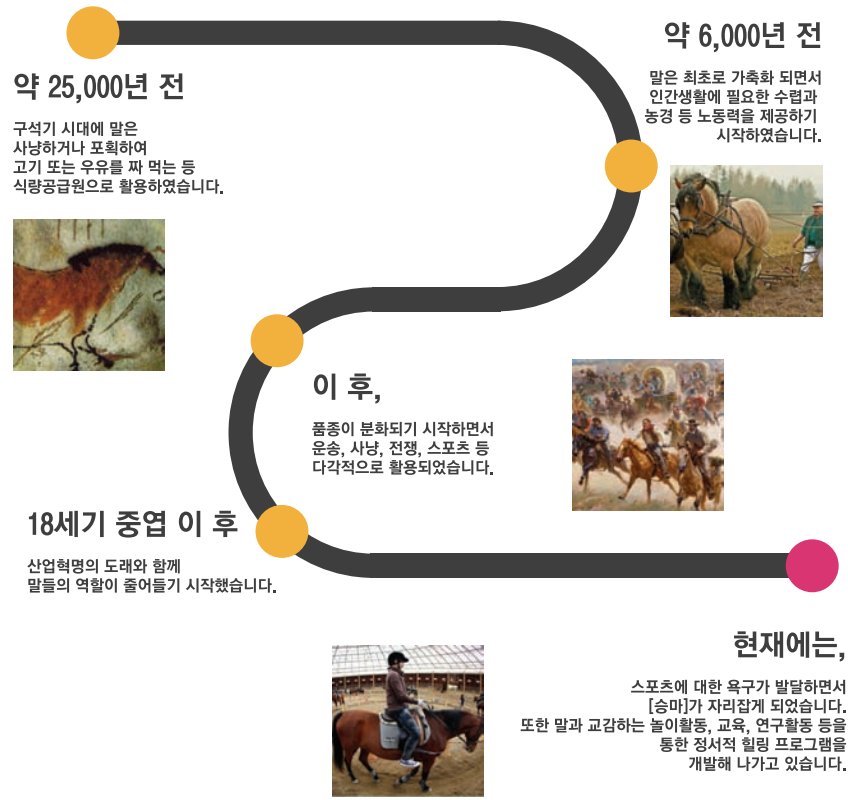 약 25,000년 전
구석기 시대에 말은
사냥하거나 포획하여
고기 또는 우유를 짜 먹는 등
식량공급원으로 활용하였습니다.
약 6,000년 전
말은 최초로 가축화 되면서
인간생활에 필요한 수렵과
농경 등 노동력을 제공하기
시작하였습니다.
이 후,
품종이 분화되기 시작하면서
운송, 사냥, 전쟁, 스포츠 등
다각적으로 활용되었습니다.
18세기 중엽 이 후
산업혁명의 도래와 함께
말들의 역할이 줄어들기 시작했습니다.
현재에는,
스포츠에 대한 욕구가 발달하면서
[승마]가 자리잡게 되었습니다.
또한 말과 교감하는 놀이활동, 교육, 연구활동 등을
통한 정서적 힐링 프로그램을
개발해 나가고 있습니다.